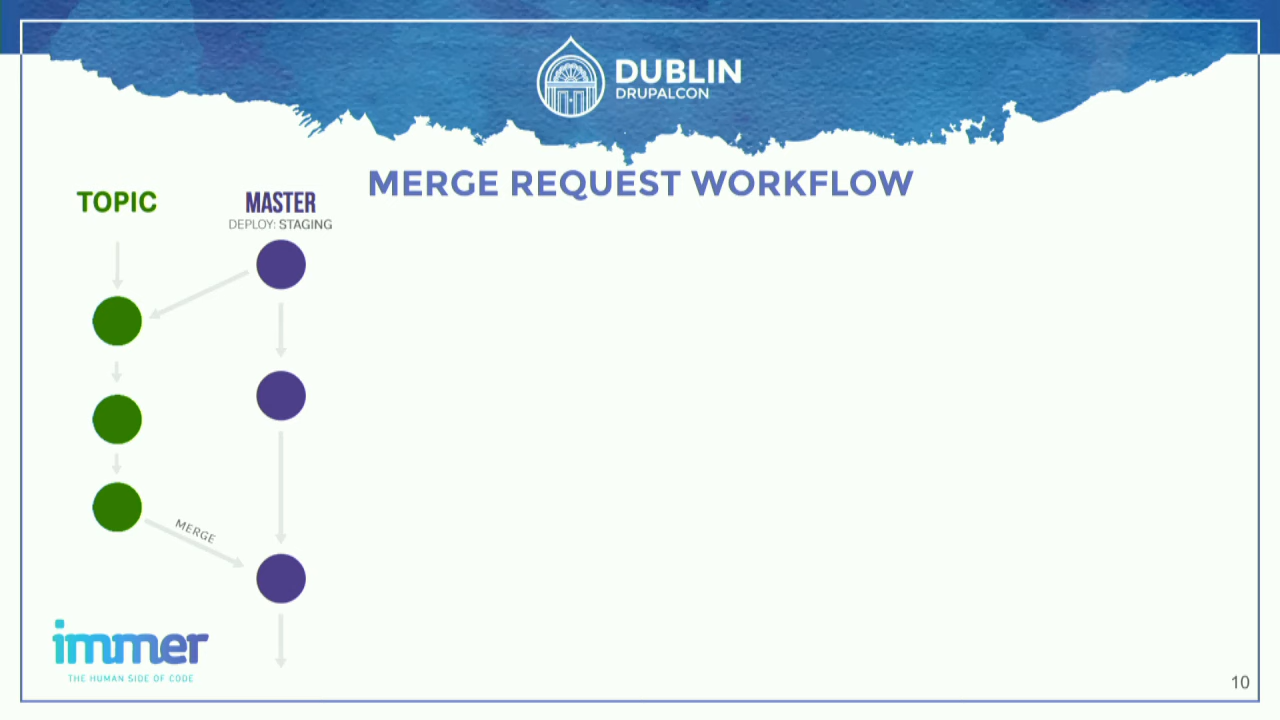 DUBLIN
DRUPALCON
MERGE REQUEST WORKFLOW
TOPIC
MASTER
DEPLOY: STAGING
MERGE
immer
THE HUMAN SIDE OF CODE
10